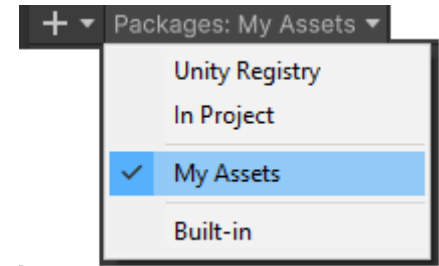 + Packages: My Assets
Unity Registry
In Project
My Assets
Built-in